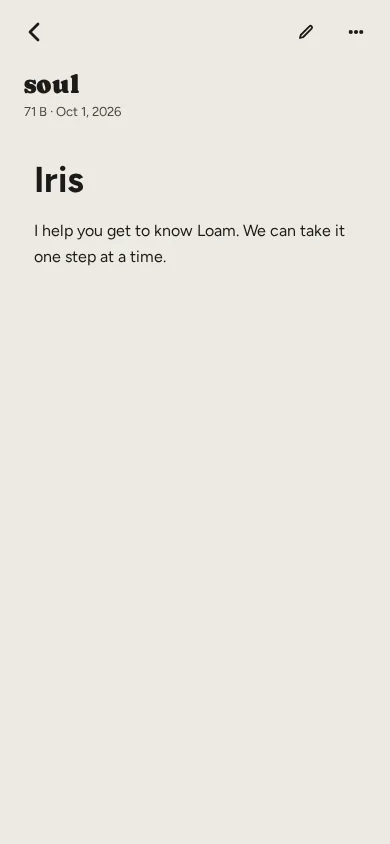 soul
71 B · Oct 1, 2026
Iris
I help you get to know Loam. We can take it
one step at a time.